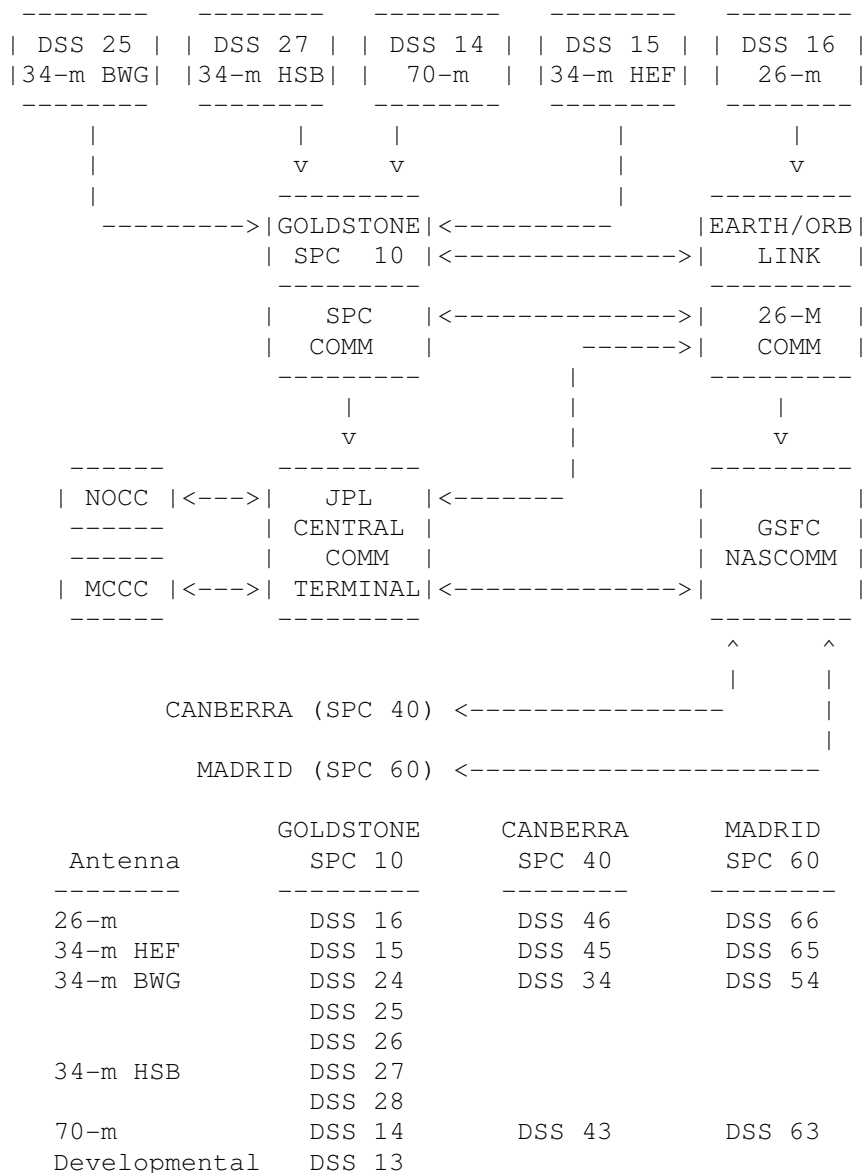 --------   --------   --------   --------   --------
| DSS 25 | | DSS 27 | | DSS 14 | | DSS 15 | | DSS 16 |
|34-m BWG| |34-m HSB| |  70-m  | |34-m HEF| |  26-m  |
 --------   --------   --------   --------   --------
     |            |     |             |          |
     |            v     v             |          v
     |           ---------            |     ---------
      --------->|GOLDSTONE|<----------     |EARTH/ORB|
                | SPC  10 |<-------------->|   LINK  |
                 ---------                  ---------
                |   SPC   |<-------------->|   26-M  |
                |  COMM   |         ------>|   COMM  |
                 ---------         |        ---------
                     |             |            |
                     v             |            v
    ------       ---------         |        ---------
   | NOCC |<--->|   JPL   |<-------        |         |
    ------      | CENTRAL |                |   GSFC  |
    ------      |  COMM   |                | NASCOMM |
   | MCCC |<--->| TERMINAL|<-------------->|         |
    ------       ---------                  ---------
                                             ^     ^
                                             |     |
          CANBERRA (SPC 40) <----------------      |
                                                   |
            MADRID (SPC 60) <----------------------

                 GOLDSTONE     CANBERRA      MADRID
    Antenna        SPC 10       SPC 40       SPC 60
   --------      ---------     --------     --------
   26-m            DSS 16       DSS 46       DSS 66
   34-m HEF        DSS 15       DSS 45       DSS 65
   34-m BWG        DSS 24       DSS 34       DSS 54
                   DSS 25
                   DSS 26
   34-m HSB        DSS 27
                   DSS 28
   70-m            DSS 14       DSS 43       DSS 63
   Developmental   DSS 13